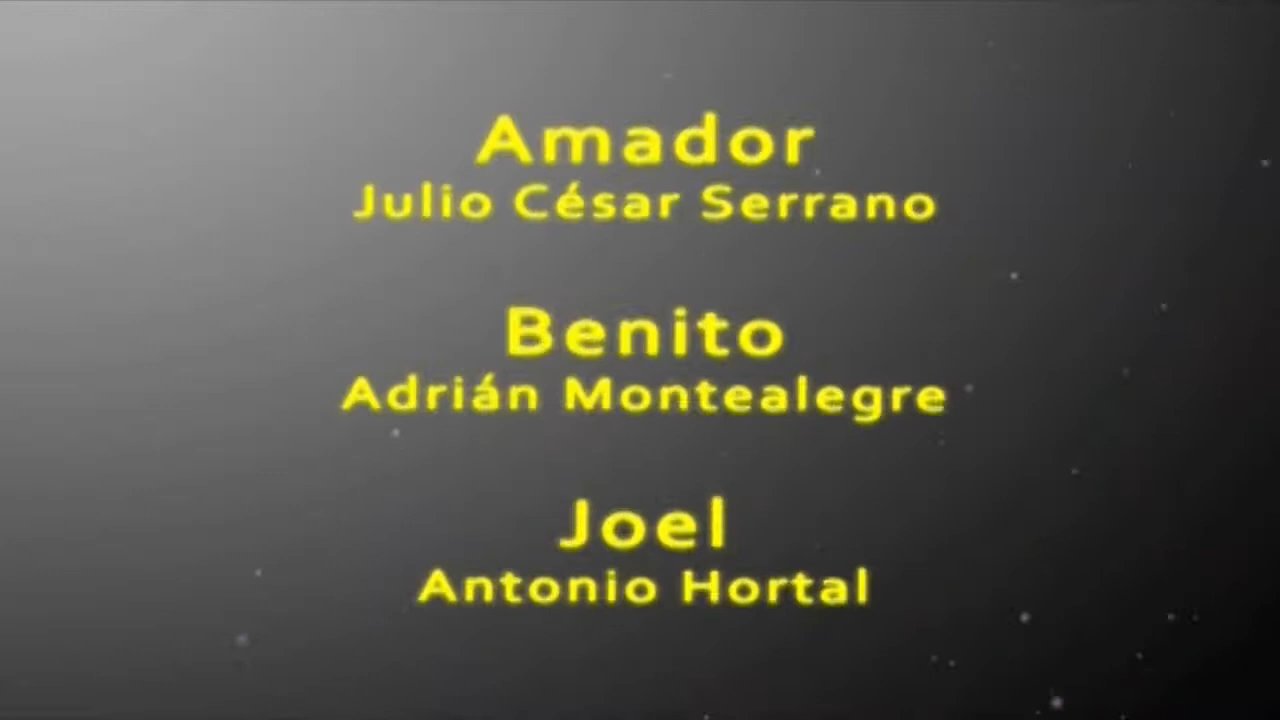 Amador
Julio César Serrano
Benito
Adrián Montealegre
Joel
Antonio Hortal